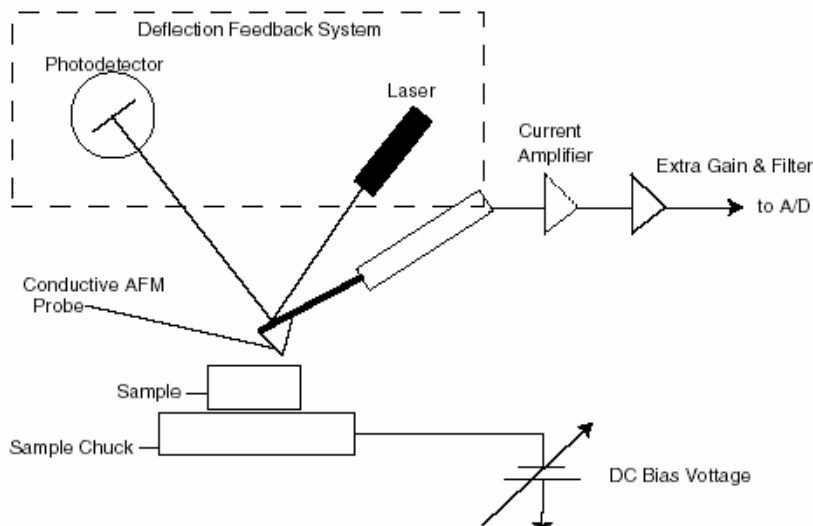 Deflection Feedback System
Photodetector
Laser
Current
Amplifier
Extra Gain & Filter
to A/D
Conductive AFM
Probe
Sample
Sample Chuck
DC Bias Vottage